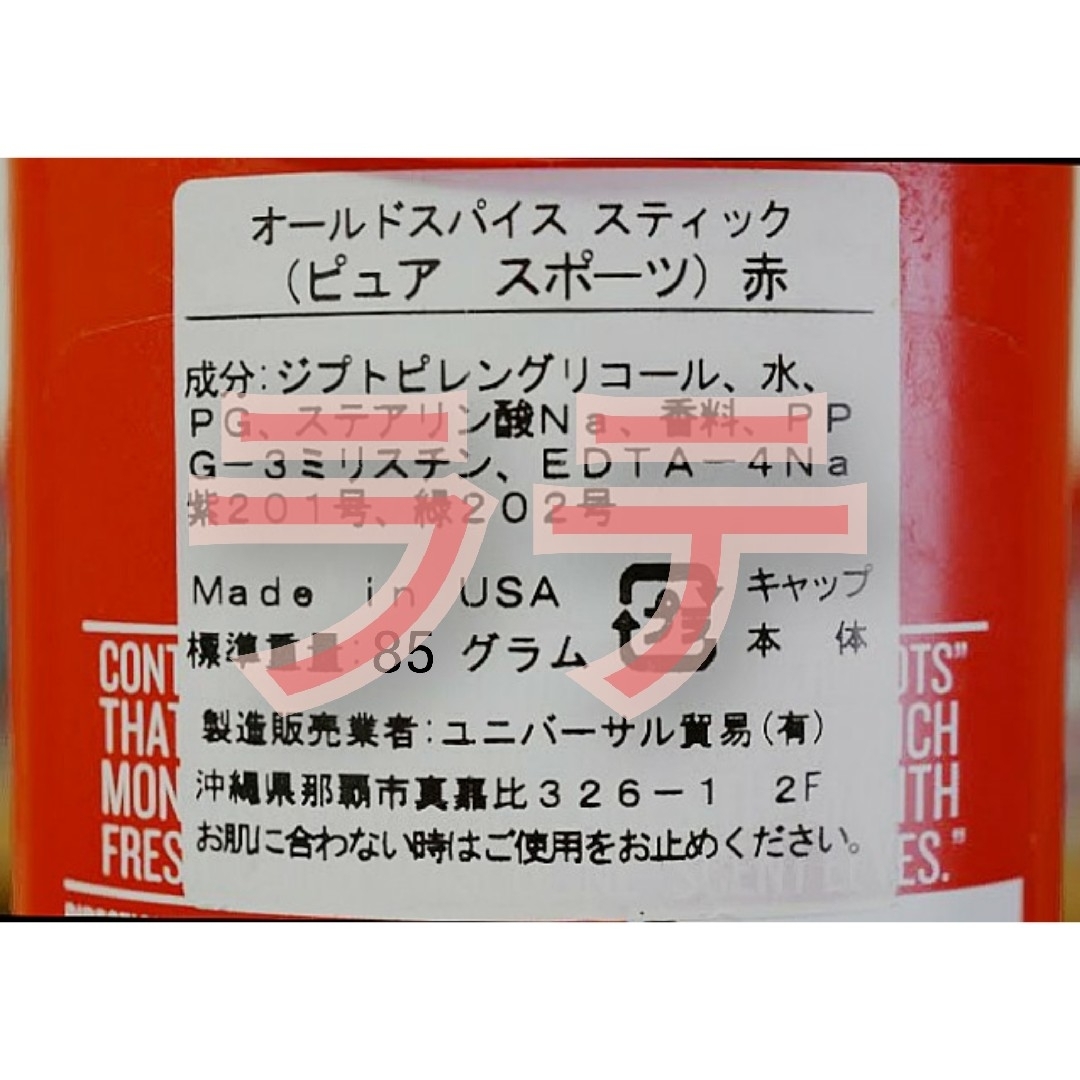 オールドスパイス スティック
(ピュア スポーツ) 赤
成分:ジプトピレングリコール、水、
PG、ステアリン酸Na、香料、PP
G-3ミリスチン、EDTA-4Na
紫201号、緑202号
ラテ
Made in USA
標準重量:85 グラム
プラ
キャップ
本 体
製造販売業者:ユニバーサル貿易(有)
沖縄県那覇市真嘉比326-1 2F
お肌に合わない時はご使用をお止めください。
CONT
THAT
MON
FRES
OTS”
ACH
ITH
ES.”